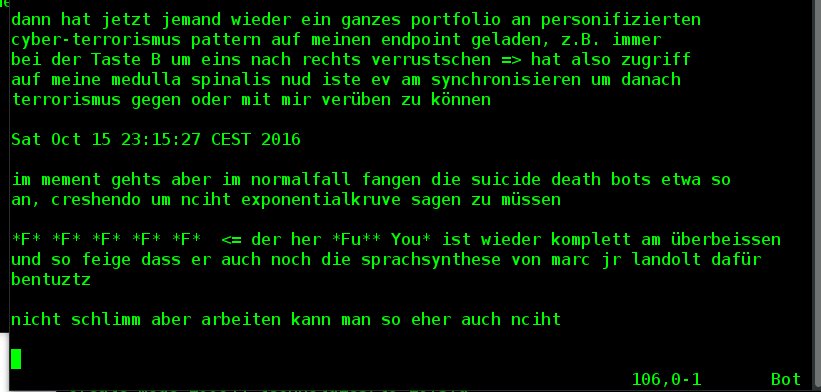 dann hat jetzt jemand wieder ein ganzes portfolio an personifizierten
cyber-terrorismus pattern auf meinen endpoint geladen, z.B. immer
bei der Taste B um eins nach rechts verrustschen => hat also zugriff
auf meine medulla spinalis nud iste ev am synchronisieren um danach
terrorismus gegen oder mit mir verüben zu können
Sat Oct 15 23:15:27 CEST 2016
im mement gehts aber im normalfall fangen die suicide death bots etwa so
an, creshendo um nciht exponentialkruve sagen zu müssen
*F* *F* *F* *F* *F*  <= der her *Fu** You* ist wieder komplett am überbeissen
und so feige dass er auch noch die sprachsynthese von marc jr landolt dafür
bentuztz
nicht schlimm aber arbeiten kann man so eher auch nciht
106,0-1 Bot